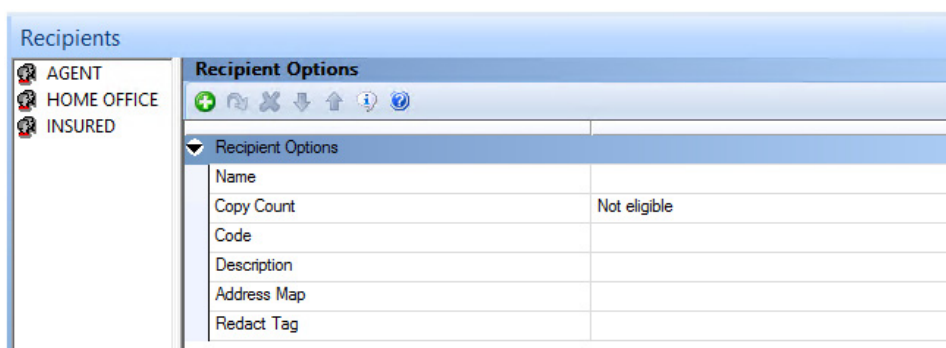 Recipients
AGENT
HOME OFFICE
INSURED
Recipient Options
Recipient Options
Name
Copy Count Not eligible
Code
Description
Address Map
Redact Tag